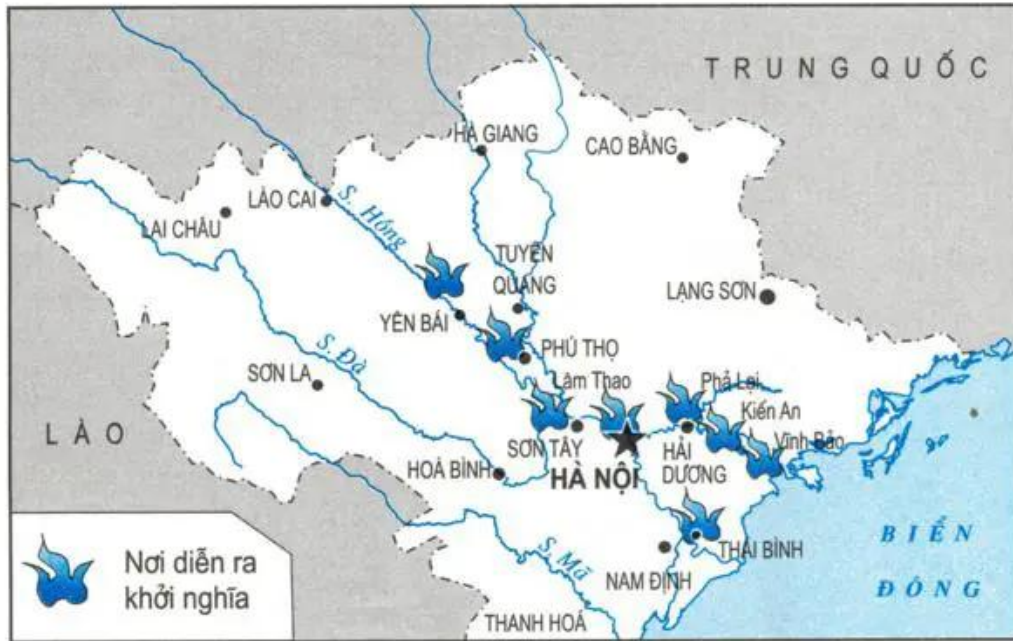 TRUNG QUỐC
HÀ GIANG
CAO BẰNG
LÀO CAI
LAI CHÂU
S. Hồng
TUYÊN
QUANG
LẠNG SƠN
YÊN BÁI
PHÚ THỌ
S. Đà
SƠN LA
Lâm Thao
Phả Lại
Kiến An
Vĩnh Bảo
LÀO
SƠN TÂY
HẢI
DƯƠNG
HOÀ BÌNH
HÀ NỘI
BIỂN
ĐÔNG
THÁI BÌNH
NAM ĐỊNH
S. Mã
THANH HOÁ
Nơi diễn ra
khởi nghĩa